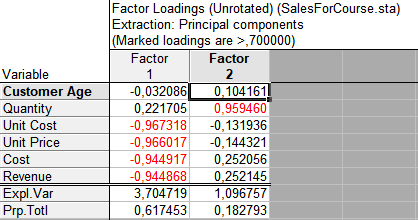 Factor Loadings (Unrotated) (SalesForCourse.sta)
Extraction: Principal components
(Marked loadings are >,700000)
Variable Factor 1 Factor 2
Customer Age -0,032086 0,104161
Quantity 0,221705 0,959460
Unit Cost -0,967318 -0,131936
Unit Price -0,966017 -0,144321
Cost -0,944917 0,252056
Revenue -0,944868 0,252145
Expl.Var 3,704719 1,096757
Prp.Totl 0,617453 0,182793